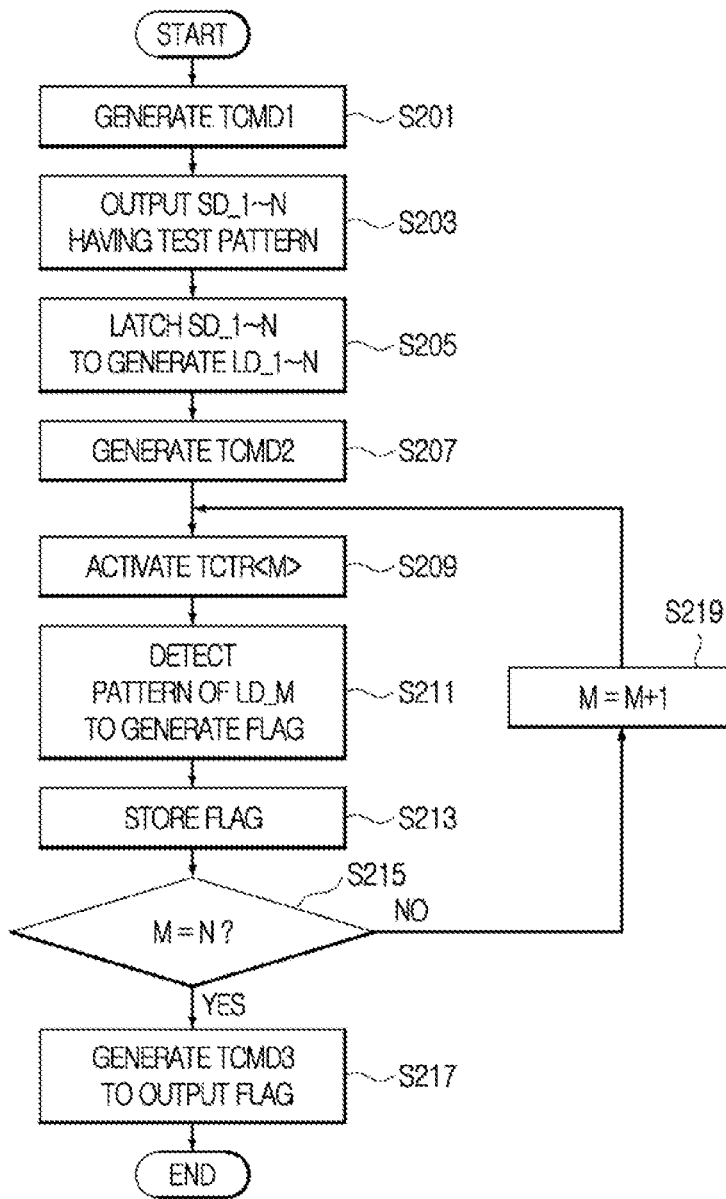 START
GENERATE TCMD1
S201
OUTPUT SD_1~N
HAVING TEST PATTERN
S203
LATCH SD_1~N
TO GENERATE LD_1~N
S205
GENERATE TCMD2
S207
ACTIVATE TCTR<M>
S209
DETECT
PATTERN OF LD_M
TO GENERATE FLAG
S211
S219
M = M+1
STORE FLAG
S213
S215
M = N ?
NO
YES
GENERATE TCMD3
TO OUTPUT FLAG
S217
END